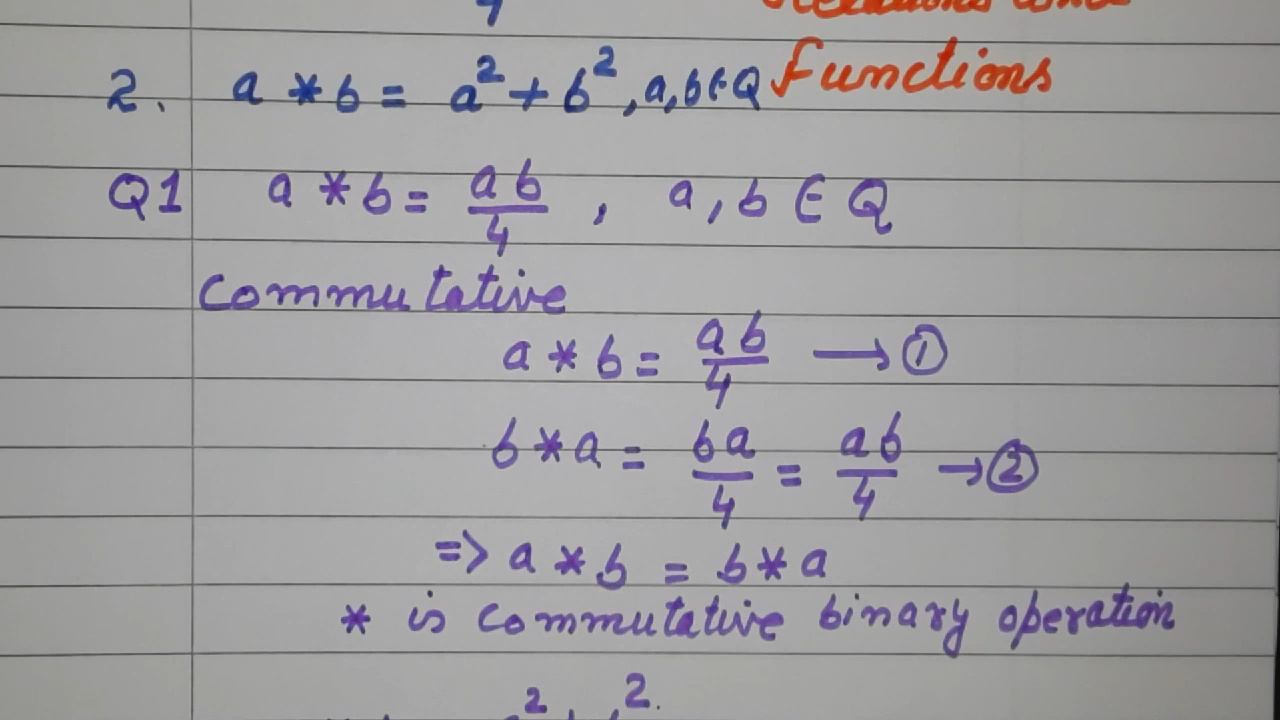 Functions
2. a * b = a² + b², a, b ∈ Q
Q1 a * b = ab/4, a, b ∈ Q
Commutative
a * b = ab/4 → ①
b * a = ba/4 = ab/4 → ②
=> a * b = b * a
* is commutative binary operation